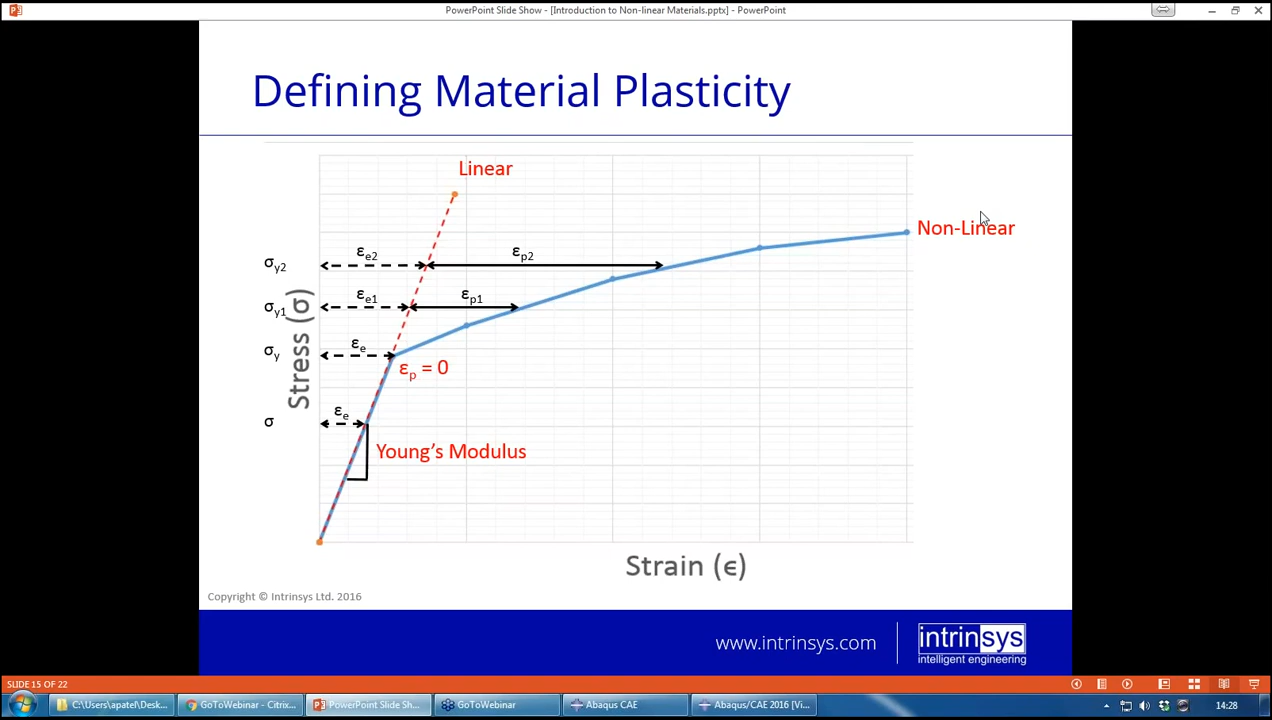 PowerPoint Slide Show - [Introduction to Non-linear Materials.pptx] - PowerPoint
Defining Material Plasticity
Linear
Non-Linear
σy2
εe2
εp2
σy1
εe1
εp1
σy
εe
εp = 0
σ
εe
Young’s Modulus
Stress (σ)
Strain (ϵ)
Copyright © Intrinsys Ltd. 2016
www.intrinsys.com
intrinsys
intelligent engineering
SLIDE 15 OF 22
C:\Users\apatel\Desk...
GoToWebinar - Citrix...
PowerPoint Slide Sh...
GoToWebinar
Abaqus CAE
Abaqus/CAE 2016 [Vi...
14:28